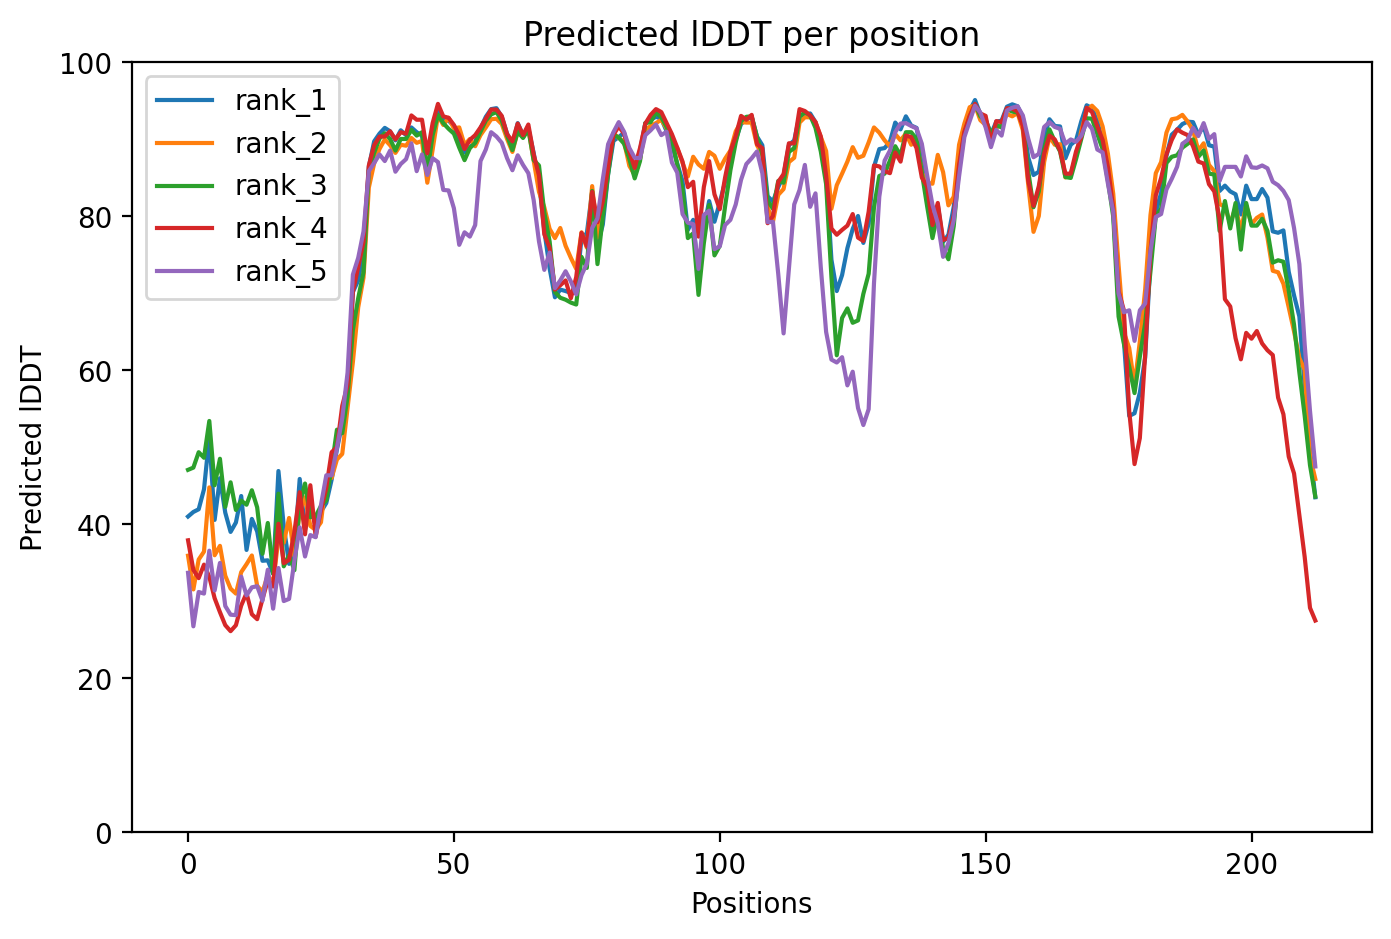 Predicted lDDT per position
100
80
60
40
20
0
Predicted lDDT
rank_1
rank_2
rank_3
rank_4
rank_5
0 50 100 150 200
Positions